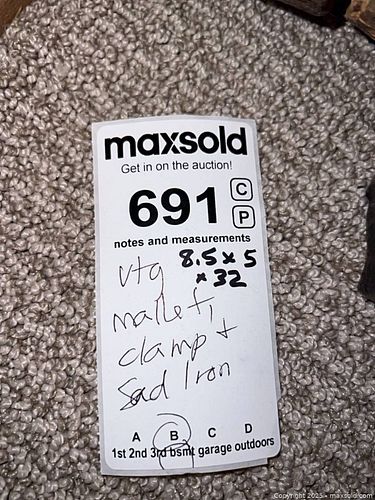 maxsold
Get in on the auction!
691 C
P
notes and measurements
vtg 8.5 x 5
x 32
mallet,
clamp +
Sad Iron
A B C D
1st 2nd 3rd bsmt garage outdoors
Copyright 2025 - maxsold.com